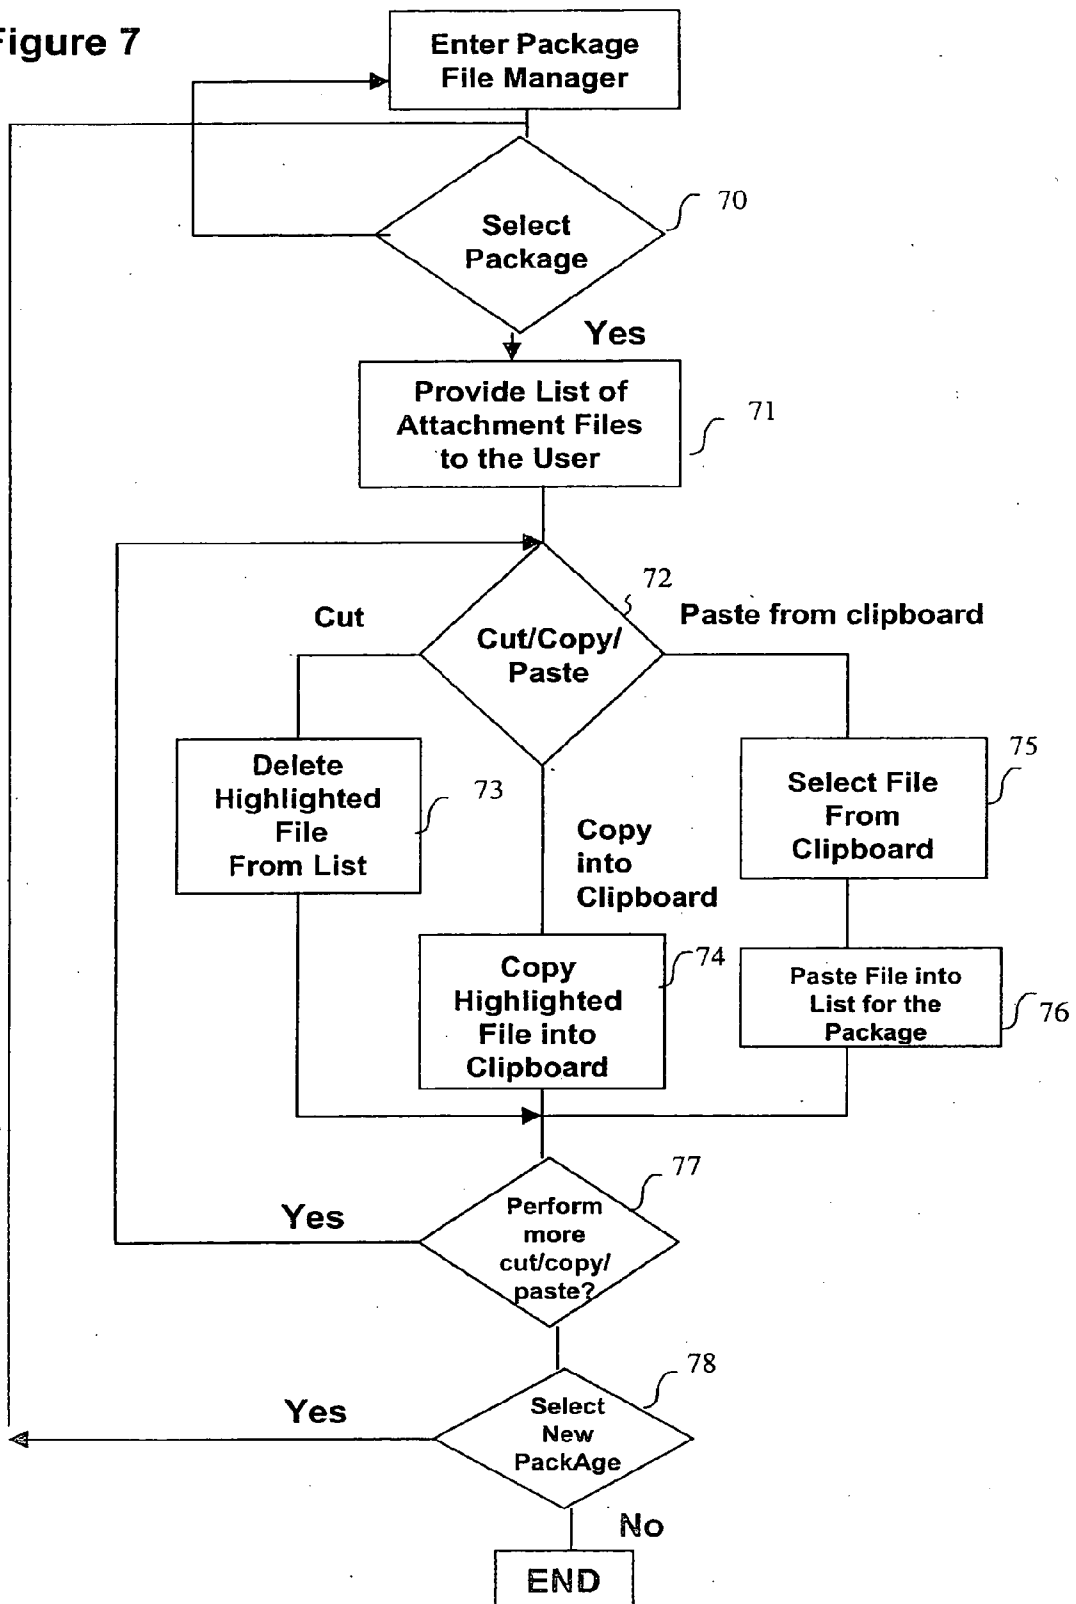 Figure 7
Enter Package
File Manager
Select
Package
70
Yes
Provide List of
Attachment Files
to the User
71
72
Cut
Cut/Copy/
Paste
Paste from clipboard
Delete
Highlighted
File
From List
73
Copy
into
Clipboard
75
Select File
From
Clipboard
Copy
Highlighted
File into
Clipboard
74
Paste File into
List for the
Package
76
77
Yes
Perform
more
cut/copy/
paste?
78
Yes
Select
New
PackAge
No
END